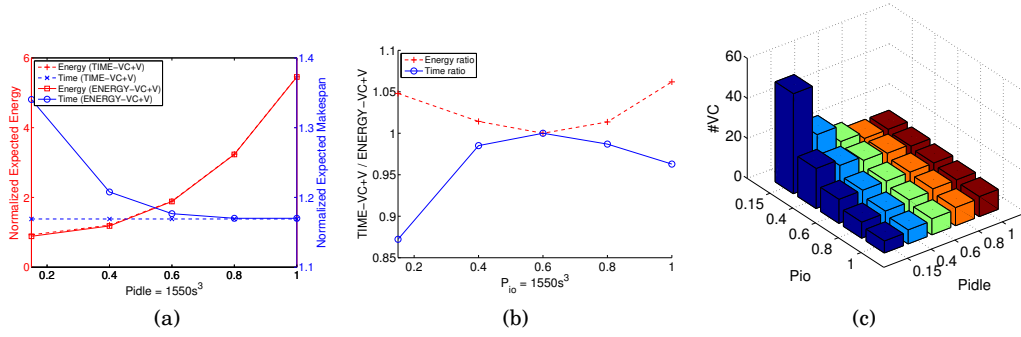 6
4
2
0
Normalized Expected Energy
Energy (TIME−VC+V)
Time (TIME−VC+V)
Energy (ENERGY−VC+V)
Time (ENERGY−VC+V)
1.4
1.3
1.2
1.1
Normalized Expected Makespan
0.2 0.4 0.6 0.8 1
Pidle = 1550s³
(a)
1.1
1.05
1
0.95
0.9
0.85
TIME−VC+V / ENERGY−VC+V
Energy ratio
Time ratio
0.2 0.4 0.6 0.8 1
P_io = 1550s³
(b)
60
40
20
0
#VC
0.15
0.4
0.6
0.8
1
Pio
0.15
0.4
0.6
0.8
1
Pidle
(c)